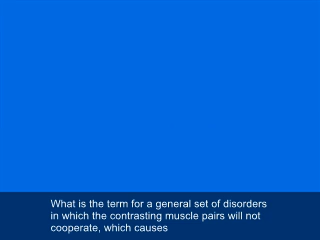 What is the term for a general set of disorders
in which the contrasting muscle pairs will not
cooperate, which causes